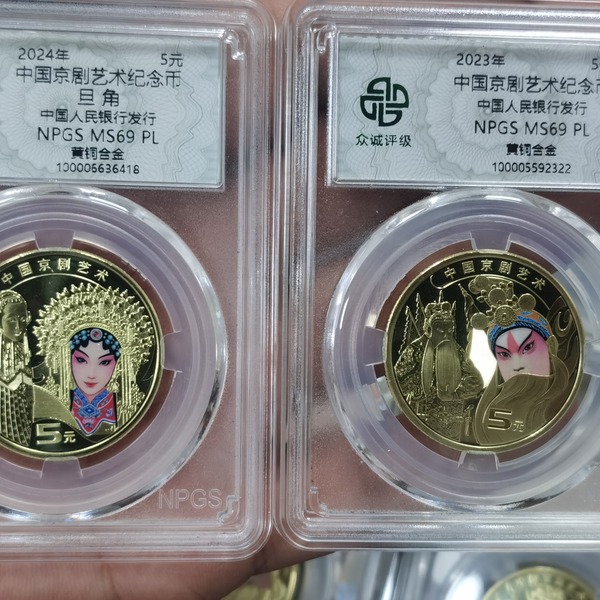 2024年 5元
中国京剧艺术纪念币
旦角
中国人民银行发行
NPGS MS69 PL
黄铜合金
100006636418
中国京剧艺术
5元
NPGS
众诚评级
2023年 5
中国京剧艺术纪念币
中国人民银行发行
NPGS MS69 PL
黄铜合金
100005592322
中国京剧艺术
5元